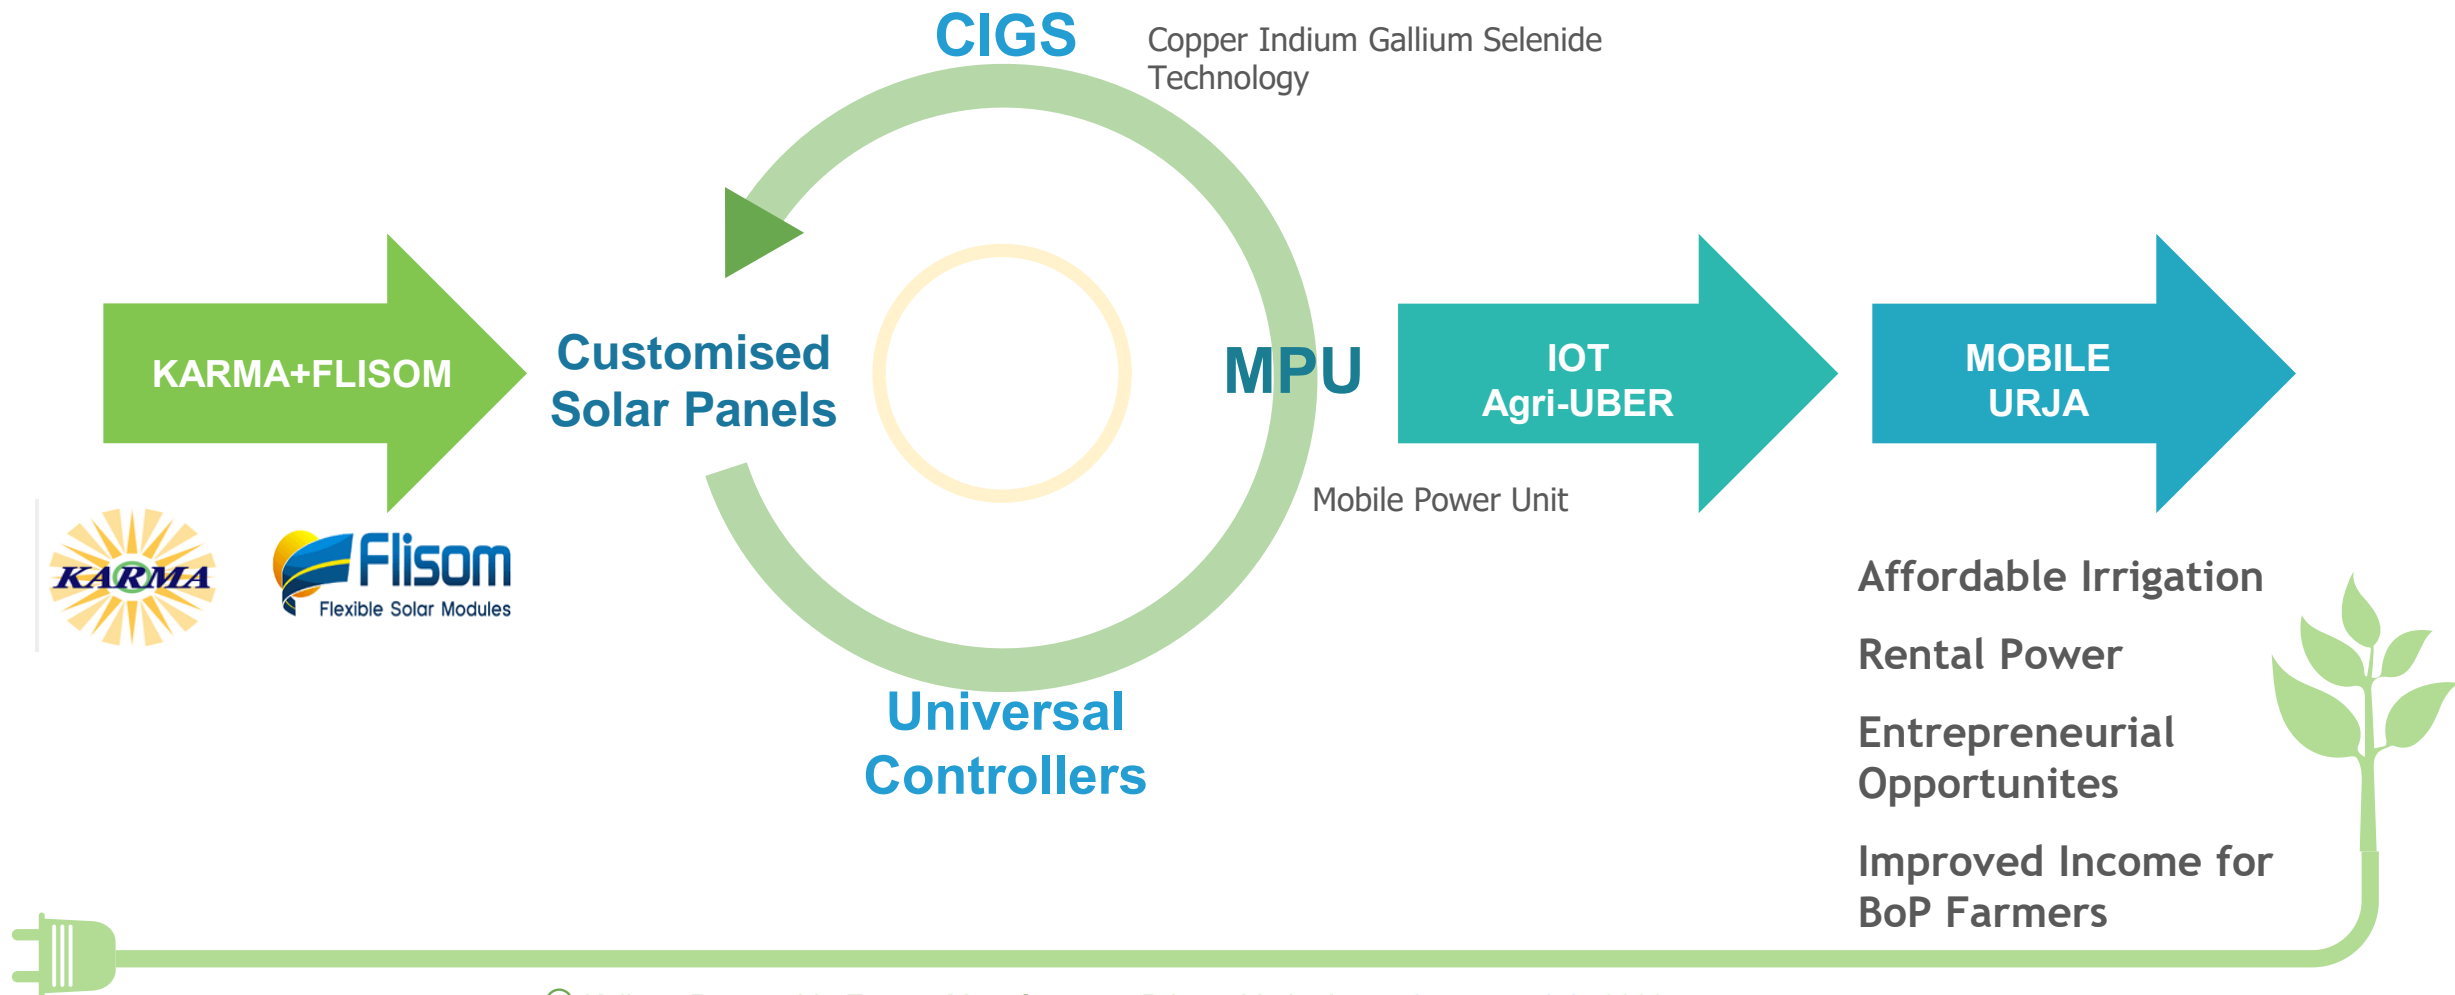 CIGS
Copper Indium Gallium Selenide
Technology
KARMA+FLISOM
Customised
Solar Panels
MPU
IOT
Agri-UBER
MOBILE
URJA
Mobile Power Unit
KARMA
Flisom
Flexible Solar Modules
Universal
Controllers
Affordable Irrigation
Rental Power
Entrepreneurial
Opportunites
Improved Income for
BoP Farmers